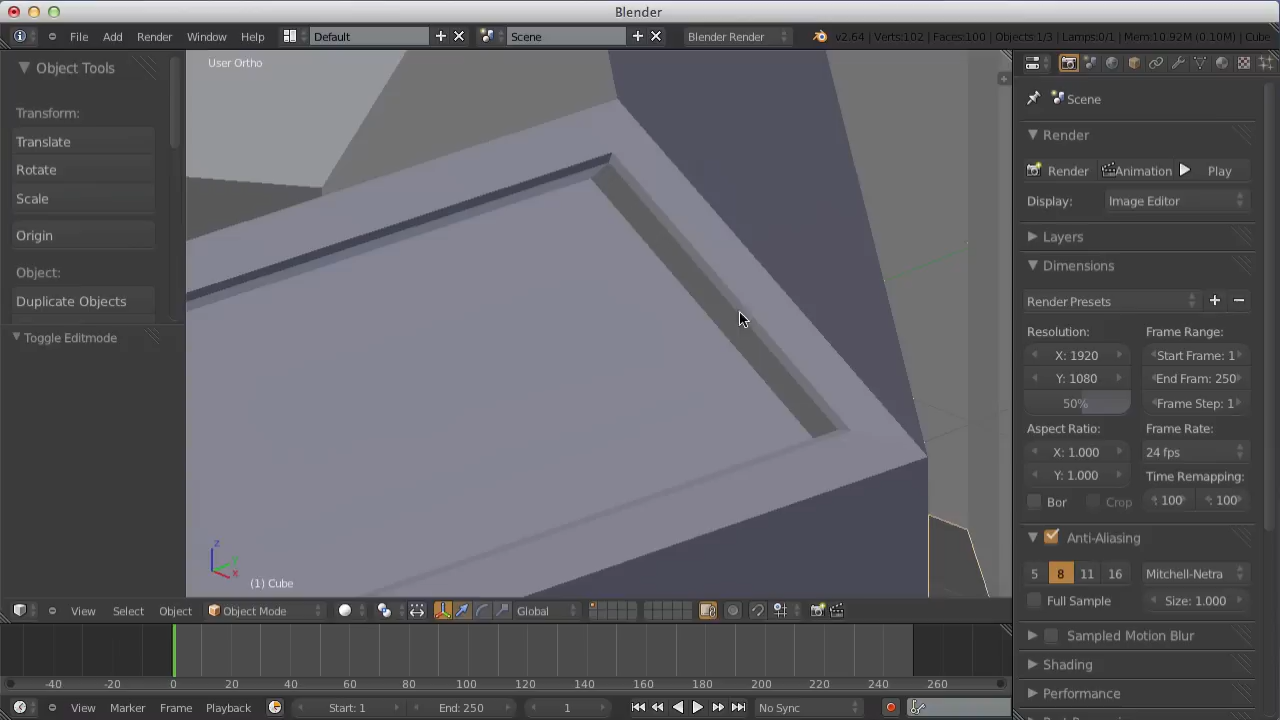 Blender
File Add Render Window Help Default Scene Blender Render v2.64 | Verts:102 | Faces:100 | Objects:1/3 | Lamps:0/1 | Mem:10.92M (0.10M) | Cube
Object Tools
Transform:
Translate
Rotate
Scale
Origin
Object:
Duplicate Objects
Toggle Editmode
User Ortho
z
y
x
(1) Cube
View Select Object Object Mode Global
Scene
Render
Render Animation Play
Display: Image Editor
Layers
Dimensions
Render Presets
Resolution: Frame Range:
X: 1920 Start Frame: 1
Y: 1080 End Fram: 250
50% Frame Step: 1
Aspect Ratio: Frame Rate:
X: 1.000 24 fps
Y: 1.000 Time Remapping:
Bor Crop : 100 : 100
Anti-Aliasing
5 8 11 16 Mitchell-Netra
Full Sample Size: 1.000
Sampled Motion Blur
Shading
Performance
-40 -20 0 20 40 60 80 100 120 140 160 180 200 220 240 260
View Marker Frame Playback Start: 1 End: 250 1 No Sync